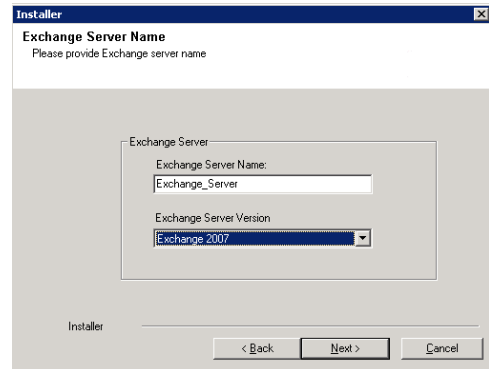 Installer
Exchange Server Name
Please provide Exchange server name
Exchange Server
Exchange Server Name:
Exchange_Server
Exchange Server Version
Exchange 2007
Installer
< Back
Next >
Cancel